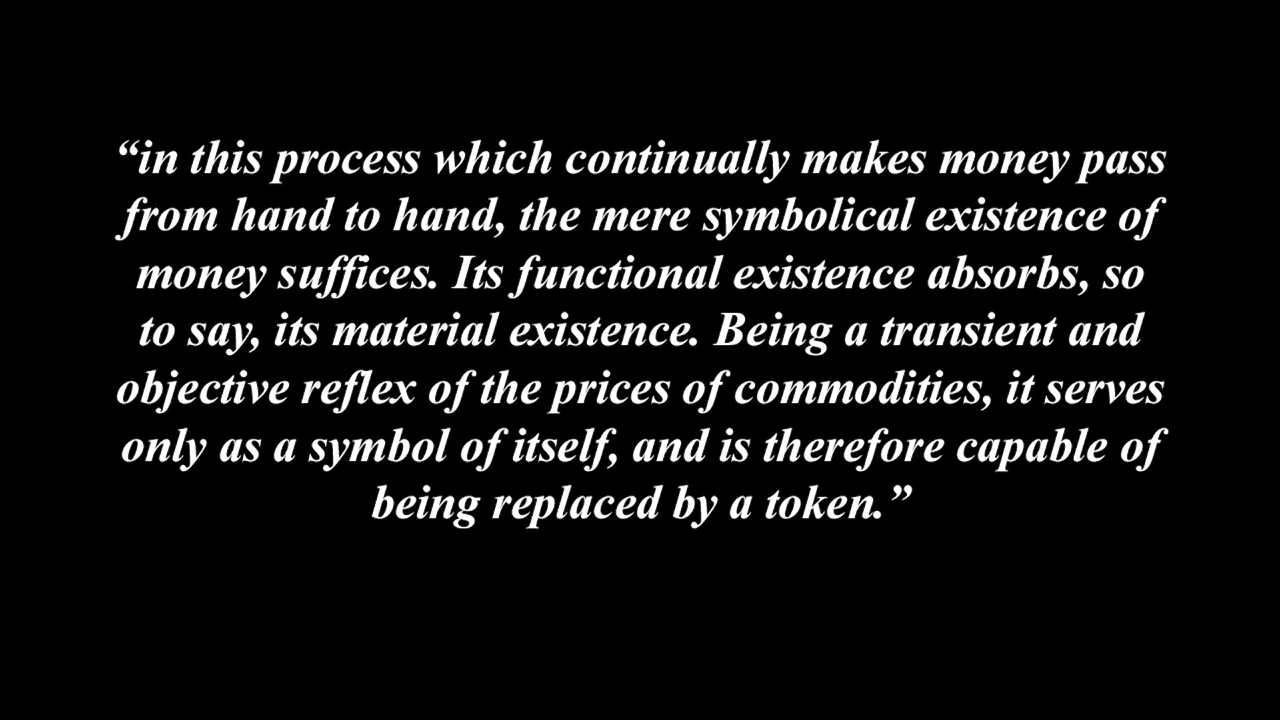 “in this process which continually makes money pass
from hand to hand, the mere symbolical existence of
money suffices. Its functional existence absorbs, so
to say, its material existence. Being a transient and
objective reflex of the prices of commodities, it serves
only as a symbol of itself, and is therefore capable of
being replaced by a token.”